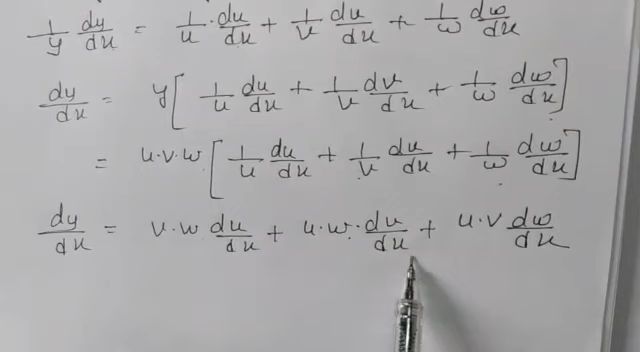 1/y dy/dx = 1/u · du/dx + 1/v dv/dx + 1/w dw/dx
dy/dx = y[ 1/u du/dx + 1/v dv/dx + 1/w dw/dx ]
= u·v·w [ 1/u du/dx + 1/v dv/dx + 1/w dw/dx ]
dy/dx = v·w du/dx + u·w· dv/dx + u·v dw/dx